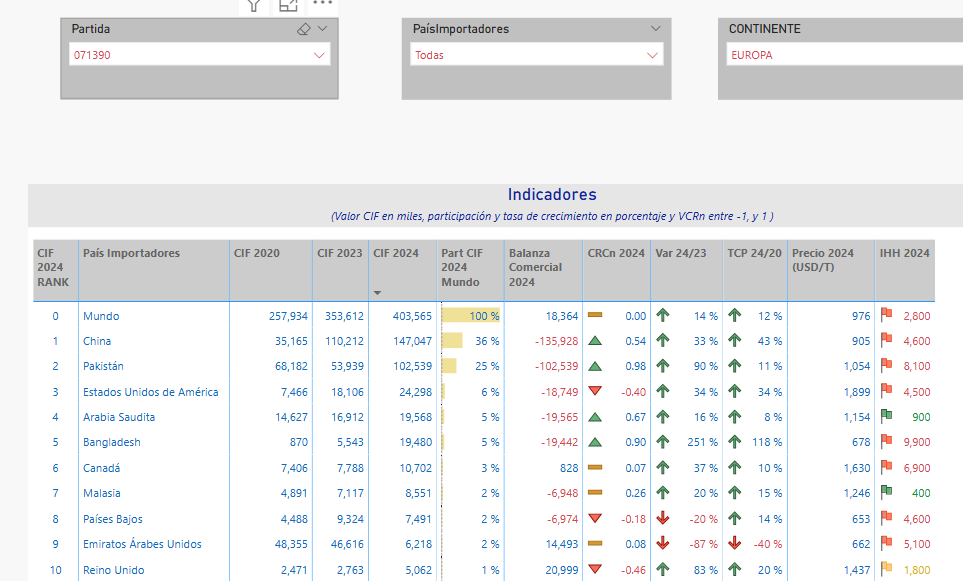 Partida
PaísImportadores
CONTINENTE
071390
Todas
EUROPA
Indicadores
(Valor CIF en miles, participación y tasa de crecimiento en porcentaje y VCRn entre -1, y 1 )
CIF 2024 RANK País Importadores CIF 2020 CIF 2023 CIF 2024 Part CIF 2024 Mundo Balanza Comercial 2024 CRCn 2024 Var 24/23 TCP 24/20 Precio 2024 (USD/T) IHH 2024
0 Mundo 257,934 353,612 403,565 100 % 18,364 0.00 14 % 12 % 976 2,800
1 China 35,165 110,212 147,047 36 % -135,928 0.54 33 % 43 % 905 4,600
2 Pakistán 68,182 53,939 102,539 25 % -102,539 0.98 90 % 11 % 1,054 8,100
3 Estados Unidos de América 7,466 18,106 24,298 6 % -18,749 -0.40 34 % 34 % 1,899 4,500
4 Arabia Saudita 14,627 16,912 19,568 5 % -19,565 0.67 16 % 8 % 1,154 900
5 Bangladesh 870 5,543 19,480 5 % -19,442 0.90 251 % 118 % 678 9,900
6 Canadá 7,406 7,788 10,702 3 % 828 0.07 37 % 10 % 1,630 6,900
7 Malasia 4,891 7,117 8,551 2 % -6,948 0.26 20 % 15 % 1,246 400
8 Países Bajos 4,488 9,324 7,491 2 % -6,974 -0.18 -20 % 14 % 653 4,600
9 Emiratos Árabes Unidos 48,355 46,616 6,218 2 % 14,493 0.08 -87 % -40 % 662 5,100
10 Reino Unido 2,471 2,763 5,062 1 % 20,999 -0.46 83 % 20 % 1,437 1,800